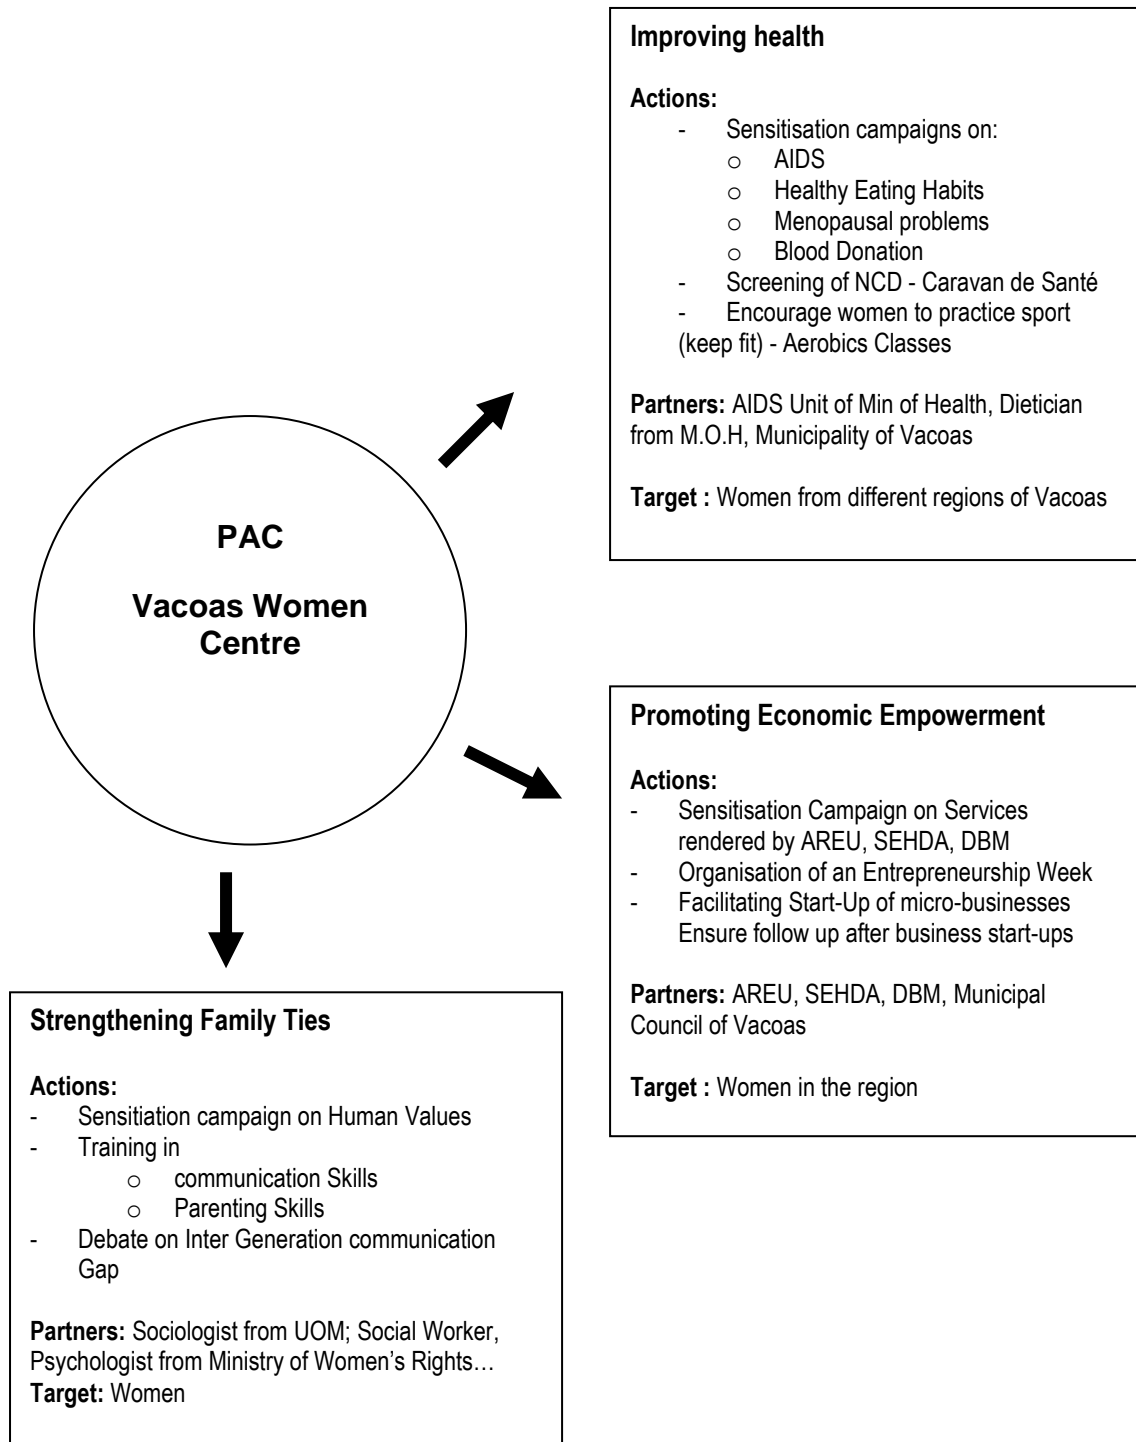 Improving health
Actions:
- Sensitisation campaigns on:
o AIDS
o Healthy Eating Habits
o Menopausal problems
o Blood Donation
- Screening of NCD - Caravan de Santé
- Encourage women to practice sport
(keep fit) - Aerobics Classes
Partners: AIDS Unit of Min of Health, Dietician
from M.O.H, Municipality of Vacoas
Target : Women from different regions of Vacoas
PAC
Vacoas Women
Centre
Promoting Economic Empowerment
Actions:
- Sensitisation Campaign on Services
rendered by AREU, SEHDA, DBM
- Organisation of an Entrepreneurship Week
- Facilitating Start-Up of micro-businesses
Ensure follow up after business start-ups
Partners: AREU, SEHDA, DBM, Municipal
Council of Vacoas
Target : Women in the region
Strengthening Family Ties
Actions:
- Sensitiation campaign on Human Values
- Training in
o communication Skills
o Parenting Skills
- Debate on Inter Generation communication
Gap
Partners: Sociologist from UOM; Social Worker,
Psychologist from Ministry of Women’s Rights…
Target: Women